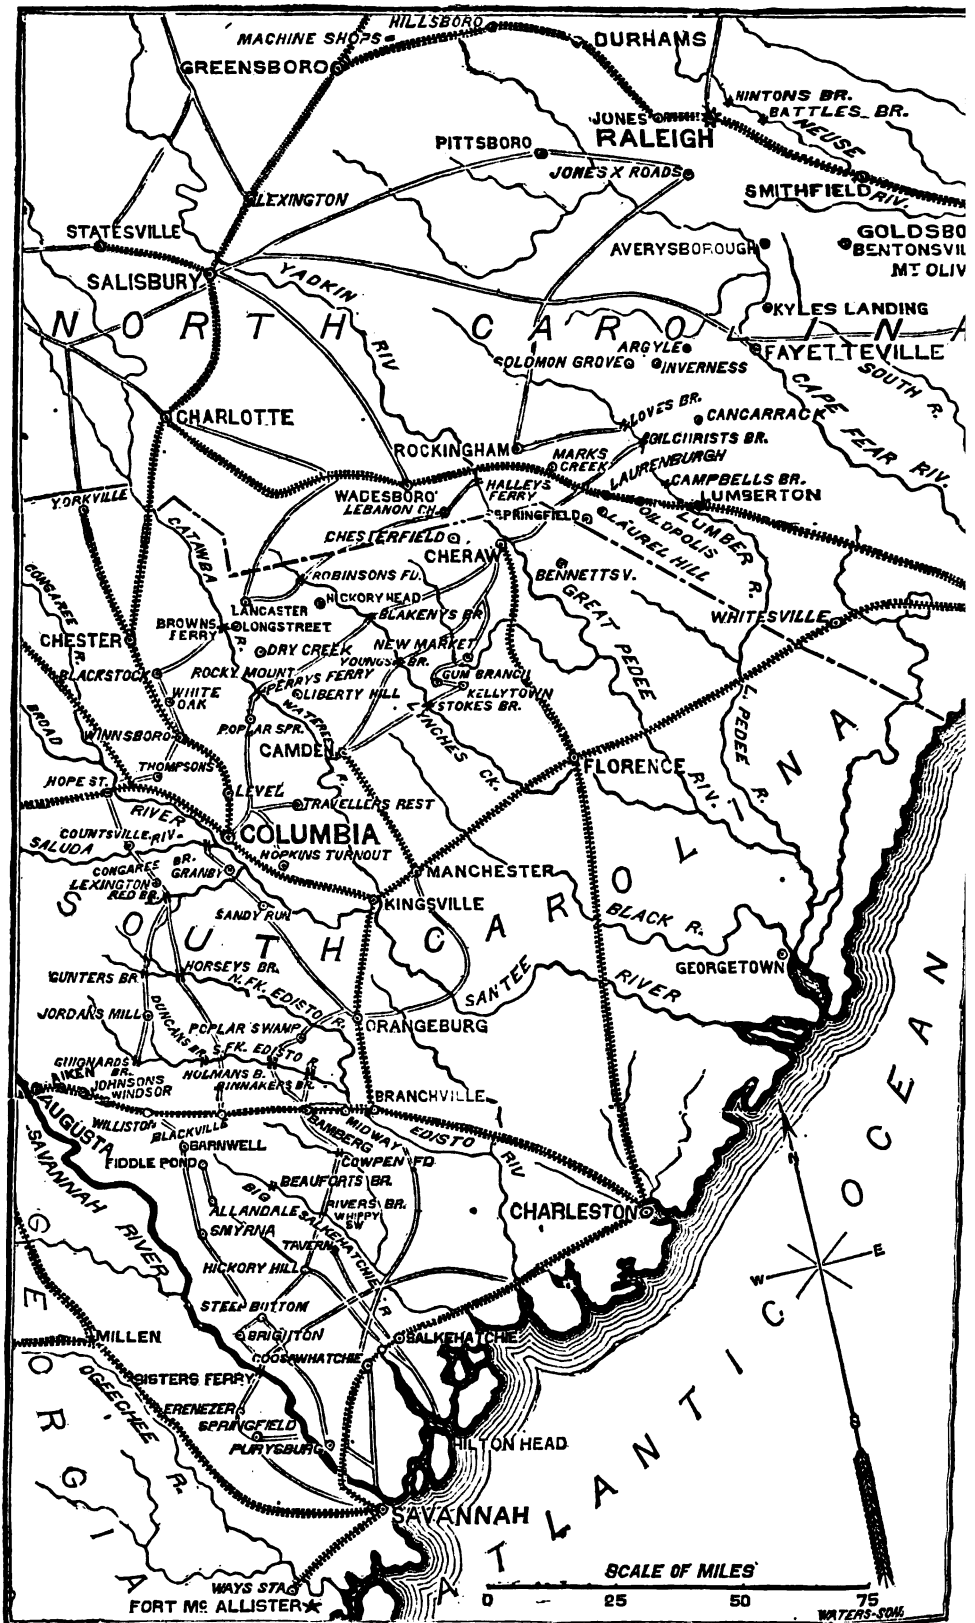 HILLSBORO
MACHINE SHOPS
DURHAMS
GREENSBORO
HINTONS BR.
BATTLES BR.
JONES
RALEIGH
NEUSE
RIV.
PITTSBORO
JONES X ROADS
SMITHFIELD
LEXINGTON
STATESVILLE
AVERYSBOROUGH
GOLDSBO
BENTONSVIL
MT OLIV
SALISBURY
YADKIN
RIV
KYLES LANDING
NORTH CAROLINA
ARGYLE
SOLOMON GROVE
INVERNESS
FAYETTEVILLE
SOUTH R.
CAPE FEAR RIV.
CHARLOTTE
LOVES BR.
CANCARRACK
GILCHRISTS BR.
ROCKINGHAM
MARKS
CREEK
LAURENBURGH
CAMPBELLS BR.
LUMBERTON
YORKVILLE
WADESBORO
HALLEYS
FERRY
LEBANON CH.
SPRINGFIELD
GILOPOLIS
LAUREL HILL
LUMBER
R.
CATAWBA
R.
CHESTERFIELD
CHERAW
BENNETTSV.
CONGAREE
R.
ROBINSONS FD.
HICKORY HEAD
GREAT
PEDEE
RIV.
LANCASTER
BLAKENYS BR
WHITESVILLE
CHESTER
BROWNS
FERRY
LONGSTREET
DRY CREEK
NEW MARKET
YOUNGS BR.
BLACKSTOCK
ROCKY MOUNT
PERRYS FERRY
GUM BRANCH
KELLYTOWN
WHITE
OAK
LIBERTY HILL
STOKES BR.
L. PEDEE
R.
BROAD
RIVER
WINNSBORO
POPLAR SPR.
WATEREE
R.
CAMDEN
LYNCHES CK.
FLORENCE
THOMPSONS
HOPE ST.
LEVEL
TRAVELLERS REST
COUNTSVILLE
COLUMBIA
SALUDA
RIV.
HOPKINS TURNOUT
CONGAREE
BR.
GRANBY
MANCHESTER
LEXINGTON
RED BR.
KINGSVILLE
SANDY RUN
SOUTH CAROLINA
BLACK R.
GEORGETOWN
GUNTERS BR.
HORSEYS BR.
N. FK. EDISTO R.
SANTEE
RIVER
JORDANS MILL
DUNCANS BR.
POPLAR SWAMP
ORANGEBURG
S. FK. EDISTO R.
GUIGNARDS
BR.
HOLMANS B.
BINNAKERS BR.
AIKEN
JOHNSONS
WINDSOR
AUGUSTA
BRANCHVILLE
WILLISTON
BLACKVILLE
BAMBERG
MIDWAY
EDISTO
RIV
SAVANNAH RIVER
BARNWELL
FIDDLE POND
COWPEN FD
BEAUFORTS BR.
BIG
SALKEHATCHIE R
ALLANDALE
RIVERS BR.
WHIPPY
SW
CHARLESTON
SMYRNA
TAVERN
HICKORY HILL
STEEP BOTTOM
MILLEN
BRIGHTON
SALKEHATCHIE
COOSAWHATCHIE
SISTERS FERRY
OGEECHEE
R.
EBENEZER
SPRINGFIELD
PURYSBURG
HILTON HEAD
GEORGIA
SAVANNAH
WAYS STA.
FORT Mc ALLISTER
ATLANTIC OCEAN
N
E
W
S
SCALE OF MILES
0 25 50 75
WATERS-SON.